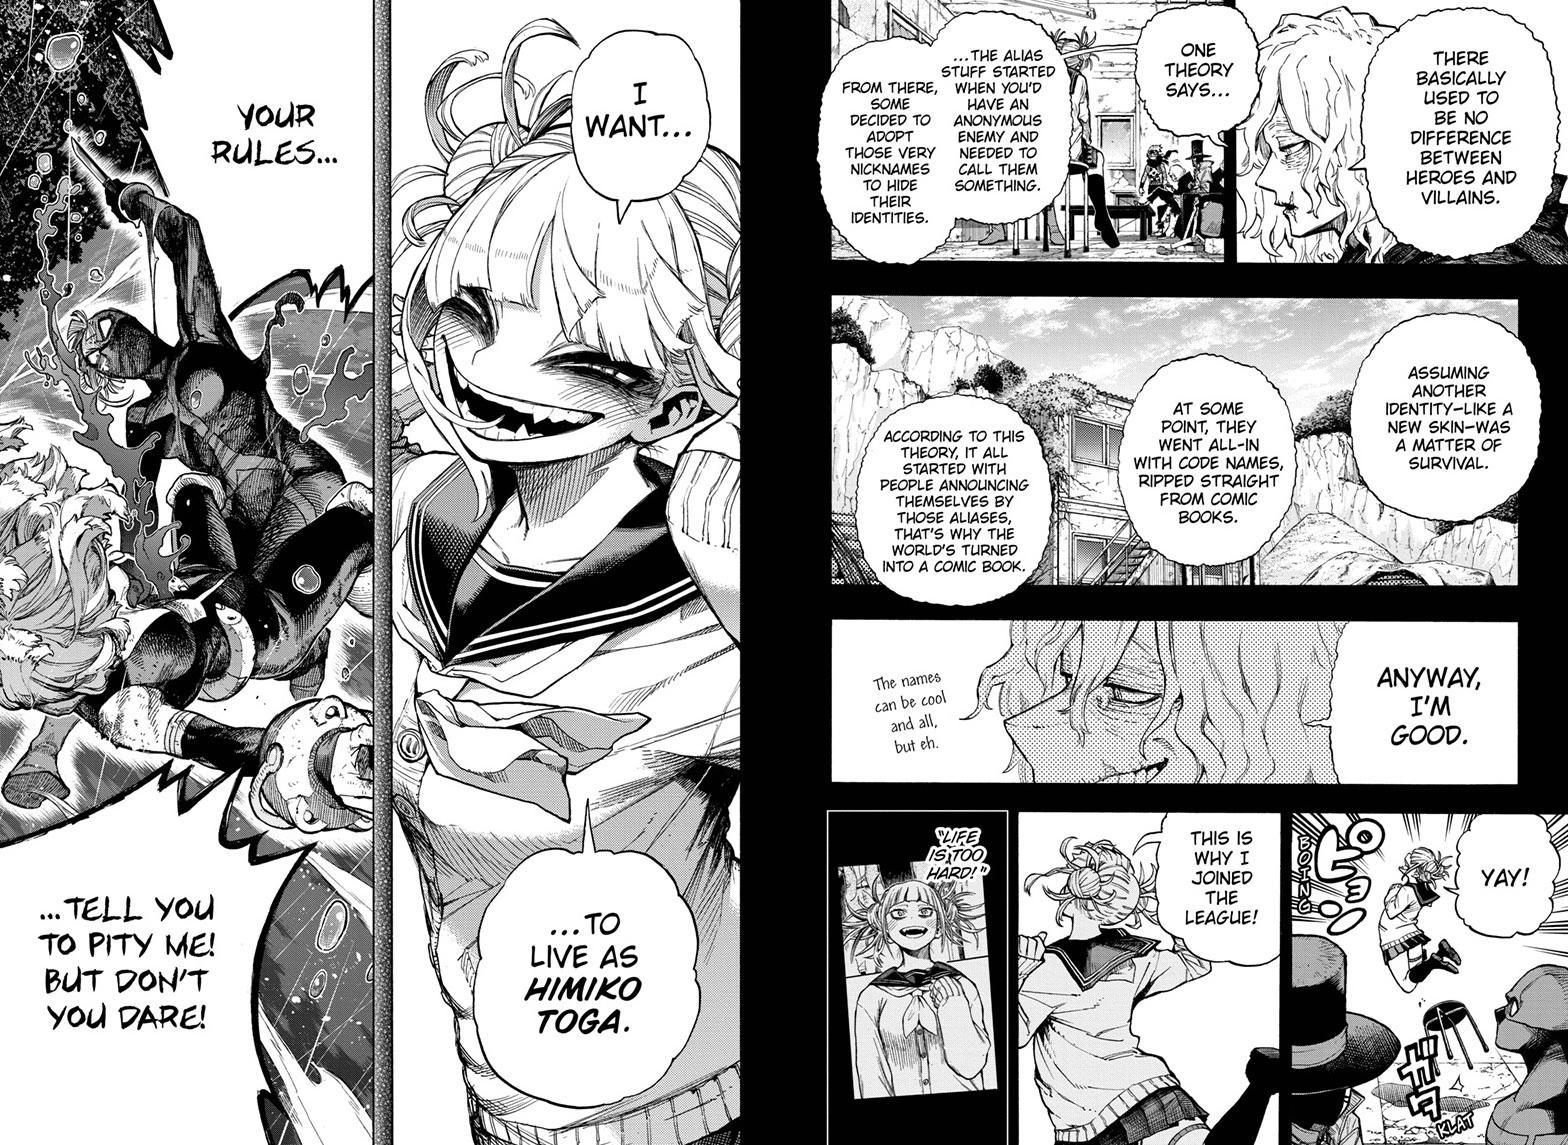 THERE
BASICALLY
USED TO
BE NO
DIFFERENCE
BETWEEN
HEROES AND
VILLAINS.
ONE
THEORY
SAYS...
...THE ALIAS
STUFF STARTED
WHEN YOU'D
HAVE AN
ANONYMOUS
ENEMY AND
NEEDED TO
CALL THEM
SOMETHING.
FROM THERE,
SOME
DECIDED TO
ADOPT
THOSE VERY
NICKNAMES
TO HIDE
THEIR
IDENTITIES.
ASSUMING
ANOTHER
IDENTITY-LIKE A
NEW SKIN-WAS
A MATTER OF
SURVIVAL.
AT SOME
POINT, THEY
WENT ALL-IN
WITH CODE NAMES,
RIPPED STRAIGHT
FROM COMIC
BOOKS.
ACCORDING TO THIS
THEORY, IT ALL
STARTED WITH
PEOPLE ANNOUNCING
THEMSELVES BY
THOSE ALIASES,
THAT'S WHY THE
WORLD'S TURNED
INTO A COMIC BOOK.
ANYWAY,
I'M
GOOD.
The names
can be cool
and all,
but eh.
YAY!
ピョン
BOING
ガタ
KLAT
THIS IS
WHY I
JOINED
THE
LEAGUE!
"LIFE
IS TOO
HARD!"
I
WANT...
...TO
LIVE AS
HIMIKO
TOGA.
YOUR
RULES...
...TELL YOU
TO PITY ME!
BUT DON'T
YOU DARE!